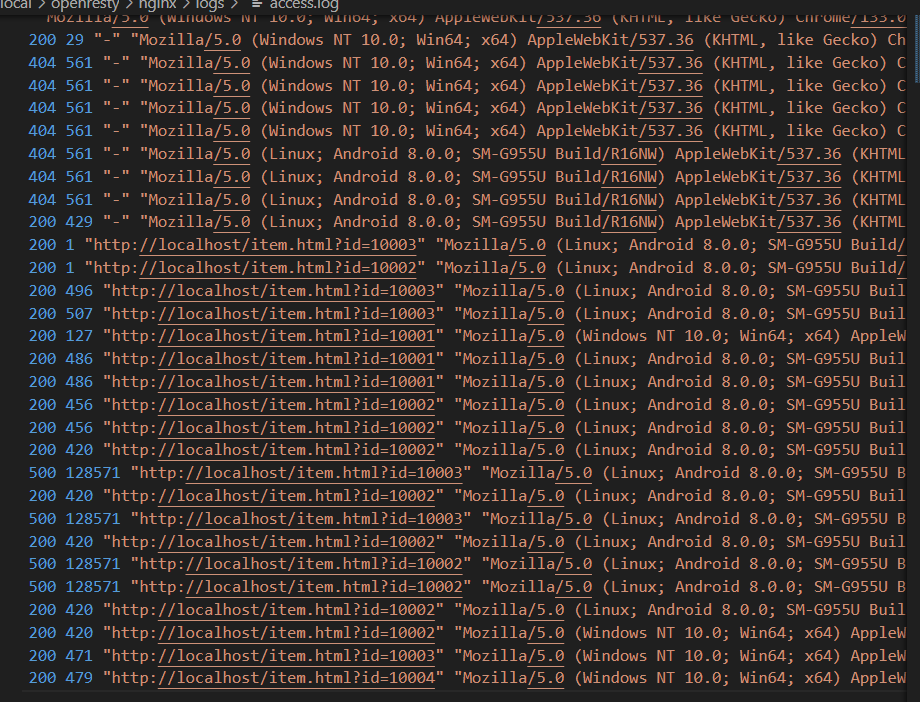 local > openresty > nginx > logs > access.log
Mozilla/5.0 (Windows NT 10.0; Win64; x64) AppleWebKit/537.36 (KHTML, like Gecko) Chrome/133.0
200 29 "-" "Mozilla/5.0 (Windows NT 10.0; Win64; x64) AppleWebKit/537.36 (KHTML, like Gecko) Ch
404 561 "-" "Mozilla/5.0 (Windows NT 10.0; Win64; x64) AppleWebKit/537.36 (KHTML, like Gecko) C
404 561 "-" "Mozilla/5.0 (Windows NT 10.0; Win64; x64) AppleWebKit/537.36 (KHTML, like Gecko) C
404 561 "-" "Mozilla/5.0 (Windows NT 10.0; Win64; x64) AppleWebKit/537.36 (KHTML, like Gecko) C
404 561 "-" "Mozilla/5.0 (Windows NT 10.0; Win64; x64) AppleWebKit/537.36 (KHTML, like Gecko) C
404 561 "-" "Mozilla/5.0 (Linux; Android 8.0.0; SM-G955U Build/R16NW) AppleWebKit/537.36 (KHTML
404 561 "-" "Mozilla/5.0 (Linux; Android 8.0.0; SM-G955U Build/R16NW) AppleWebKit/537.36 (KHTML
404 561 "-" "Mozilla/5.0 (Linux; Android 8.0.0; SM-G955U Build/R16NW) AppleWebKit/537.36 (KHTML
200 429 "-" "Mozilla/5.0 (Linux; Android 8.0.0; SM-G955U Build/R16NW) AppleWebKit/537.36 (KHTML
200 1 "http://localhost/item.html?id=10003" "Mozilla/5.0 (Linux; Android 8.0.0; SM-G955U Build/
200 1 "http://localhost/item.html?id=10002" "Mozilla/5.0 (Linux; Android 8.0.0; SM-G955U Build/
200 496 "http://localhost/item.html?id=10003" "Mozilla/5.0 (Linux; Android 8.0.0; SM-G955U Buil
200 507 "http://localhost/item.html?id=10003" "Mozilla/5.0 (Linux; Android 8.0.0; SM-G955U Buil
200 127 "http://localhost/item.html?id=10001" "Mozilla/5.0 (Windows NT 10.0; Win64; x64) AppleW
200 486 "http://localhost/item.html?id=10001" "Mozilla/5.0 (Linux; Android 8.0.0; SM-G955U Buil
200 486 "http://localhost/item.html?id=10001" "Mozilla/5.0 (Linux; Android 8.0.0; SM-G955U Buil
200 456 "http://localhost/item.html?id=10002" "Mozilla/5.0 (Linux; Android 8.0.0; SM-G955U Buil
200 456 "http://localhost/item.html?id=10002" "Mozilla/5.0 (Linux; Android 8.0.0; SM-G955U Buil
200 420 "http://localhost/item.html?id=10002" "Mozilla/5.0 (Linux; Android 8.0.0; SM-G955U Buil
500 128571 "http://localhost/item.html?id=10003" "Mozilla/5.0 (Linux; Android 8.0.0; SM-G955U B
200 420 "http://localhost/item.html?id=10002" "Mozilla/5.0 (Linux; Android 8.0.0; SM-G955U Buil
500 128571 "http://localhost/item.html?id=10003" "Mozilla/5.0 (Linux; Android 8.0.0; SM-G955U B
200 420 "http://localhost/item.html?id=10002" "Mozilla/5.0 (Linux; Android 8.0.0; SM-G955U Buil
500 128571 "http://localhost/item.html?id=10002" "Mozilla/5.0 (Linux; Android 8.0.0; SM-G955U B
500 128571 "http://localhost/item.html?id=10002" "Mozilla/5.0 (Linux; Android 8.0.0; SM-G955U B
200 420 "http://localhost/item.html?id=10002" "Mozilla/5.0 (Linux; Android 8.0.0; SM-G955U Buil
200 420 "http://localhost/item.html?id=10002" "Mozilla/5.0 (Windows NT 10.0; Win64; x64) AppleW
200 471 "http://localhost/item.html?id=10003" "Mozilla/5.0 (Windows NT 10.0; Win64; x64) AppleW
200 479 "http://localhost/item.html?id=10004" "Mozilla/5.0 (Windows NT 10.0; Win64; x64) AppleW